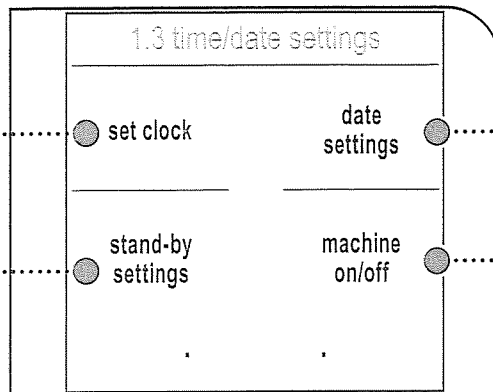 1.3 time/date settings
set clock
date
settings
stand-by
settings
machine
on/off